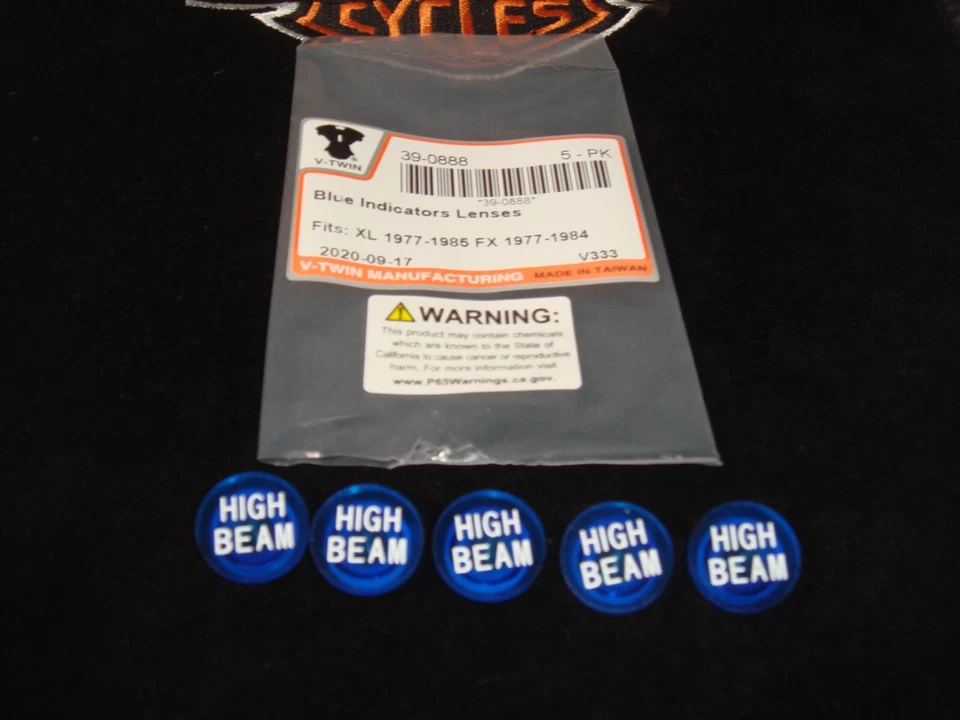 CYCLES
V-TWIN
®
39-0888 5 - PK
"39-0888"
Blue Indicators Lenses
Fits: XL 1977-1985 FX 1977-1984
2020-09-17 V333
V-TWIN MANUFACTURING MADE IN TAIWAN
WARNING:
This product may contain chemicals
which are known to the State of
California to cause cancer or reproductive
harm. For more information visit
www.P65Warnings.ca.gov.
HIGH
BEAM
HIGH
BEAM
HIGH
BEAM
HIGH
BEAM
HIGH
BEAM